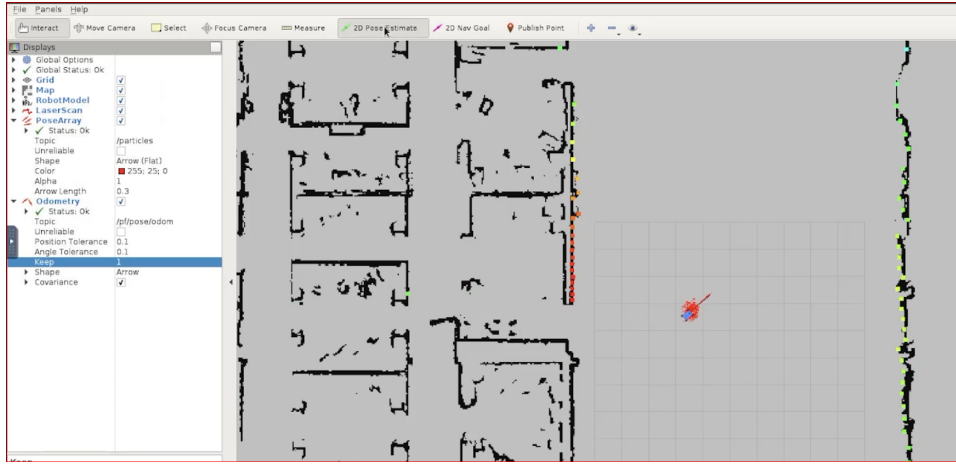 File Panels Help
Interact Move Camera Select Focus Camera Measure 2D Pose Estimate 2D Nav Goal Publish Point
Displays
Global Options
Global Status: Ok
Grid
Map
RobotModel
LaserScan
PoseArray
Status: Ok
Topic /particles
Unreliable
Shape Arrow (Flat)
Color 255; 25; 0
Alpha 1
Arrow Length 0.3
Odometry
Status: Ok
Topic /pf/pose/odom
Unreliable
Position Tolerance 0.1
Angle Tolerance 0.1
Keep 1
Shape Arrow
Covariance